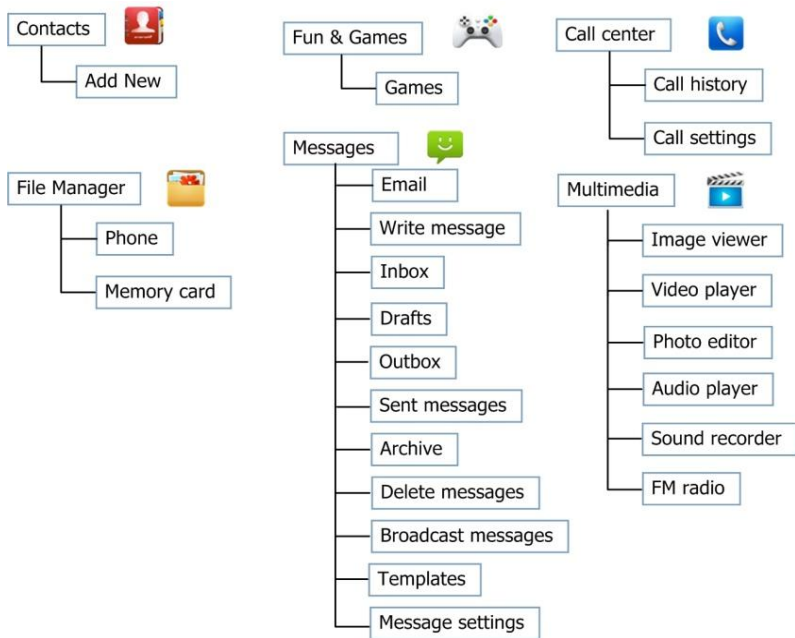 Contacts
Add New
File Manager
Phone
Memory card
Fun & Games
Games
Messages
Email
Write message
Inbox
Drafts
Outbox
Sent messages
Archive
Delete messages
Broadcast messages
Templates
Message settings
Call center
Call history
Call settings
Multimedia
Image viewer
Video player
Photo editor
Audio player
Sound recorder
FM radio